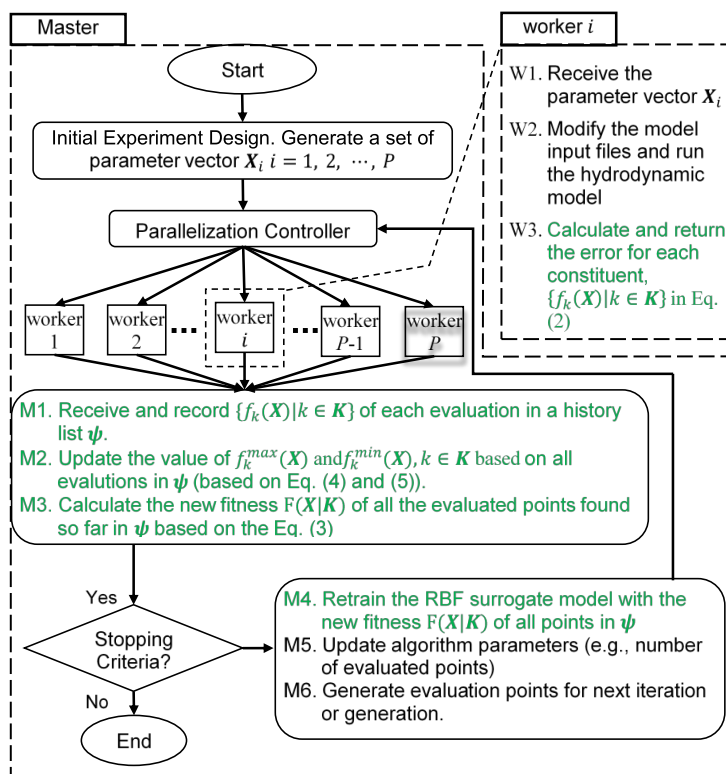 Master
worker i
Start
W1. Receive the
parameter vector X_i
W2. Modify the model
input files and run
the hydrodynamic
model
W3. Calculate and return
the error for each
constituent,
{f_k(X)|k ∈ K} in Eq.
(2)
Initial Experiment Design. Generate a set of
parameter vector X_i i = 1, 2, ⋯, P
Parallelization Controller
worker
1
worker
2
worker
i
worker
P-1
worker
P
M1. Receive and record {f_k(X)|k ∈ K} of each evaluation in a history
list ψ.
M2. Update the value of f_k^max(X) and f_k^min(X), k ∈ K based on all
evalutions in ψ (based on Eq. (4) and (5)).
M3. Calculate the new fitness F(X|K) of all the evaluated points found
so far in ψ based on the Eq. (3)
Yes
Stopping
Criteria?
No
End
M4. Retrain the RBF surrogate model with the
new fitness F(X|K) of all points in ψ
M5. Update algorithm parameters (e.g., number
of evaluated points)
M6. Generate evaluation points for next iteration
or generation.